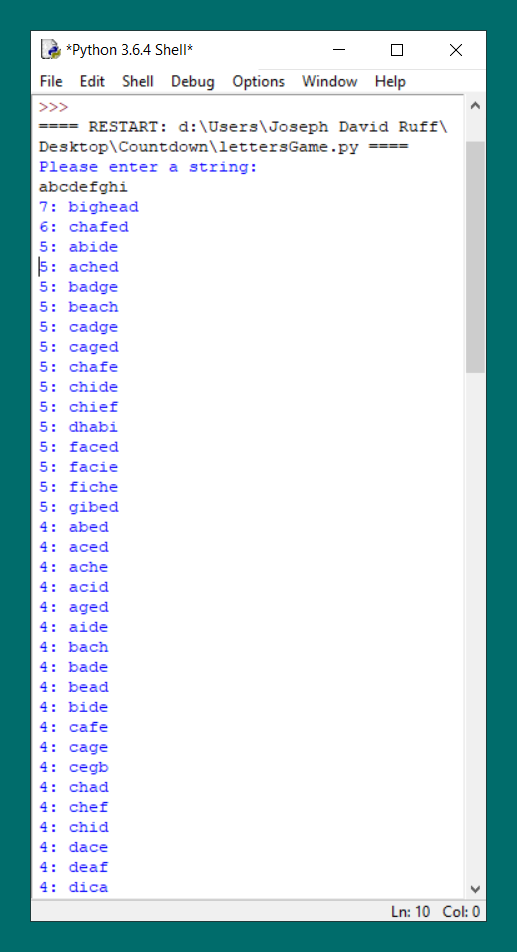 *Python 3.6.4 Shell*
File Edit Shell Debug Options Window Help
>>>
==== RESTART: d:\Users\Joseph David Ruff\
Desktop\Countdown\lettersGame.py ====
Please enter a string:
abcdefghi
7: bighead
6: chafed
5: abide
5: ached
5: badge
5: beach
5: cadge
5: caged
5: chafe
5: chide
5: chief
5: dhabi
5: faced
5: facie
5: fiche
5: gibed
4: abed
4: aced
4: ache
4: acid
4: aged
4: aide
4: bach
4: bade
4: bead
4: bide
4: cafe
4: cage
4: cegb
4: chad
4: chef
4: chid
4: dace
4: deaf
4: dica
Ln: 10 Col: 0